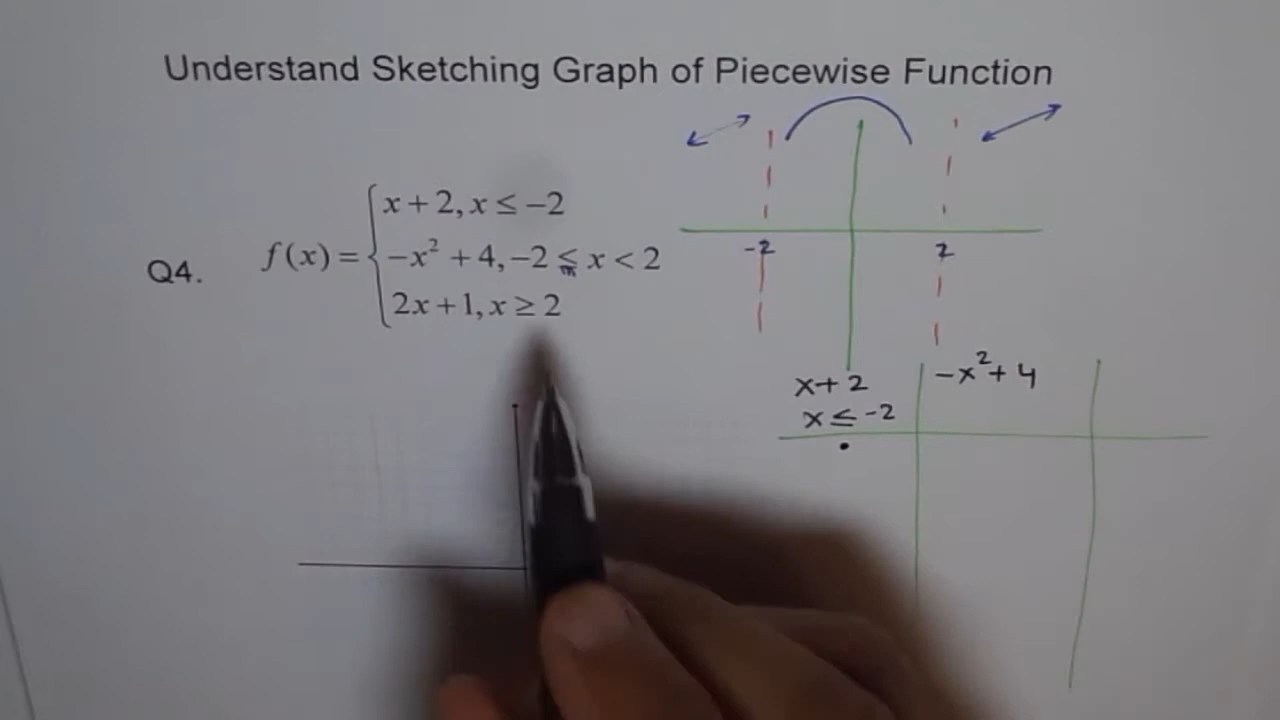 Understand Sketching Graph of Piecewise Function
Q4. f(x) = { x + 2, x ≤ −2
−x² + 4, −2 ≤ x < 2
2x + 1, x ≥ 2
-2 2
x+2
x ≤ -2
-x²+4